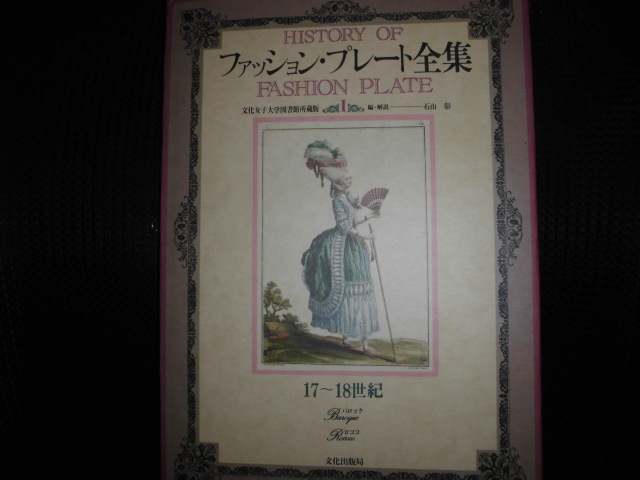 HISTORY OF
ファッション・プレート全集
FASHION PLATE
文化女子大学図書館所蔵版 1 編・解説――石山 彰
17〜18世紀
バロック
Baroque
ロココ
Rococo
文化出版局